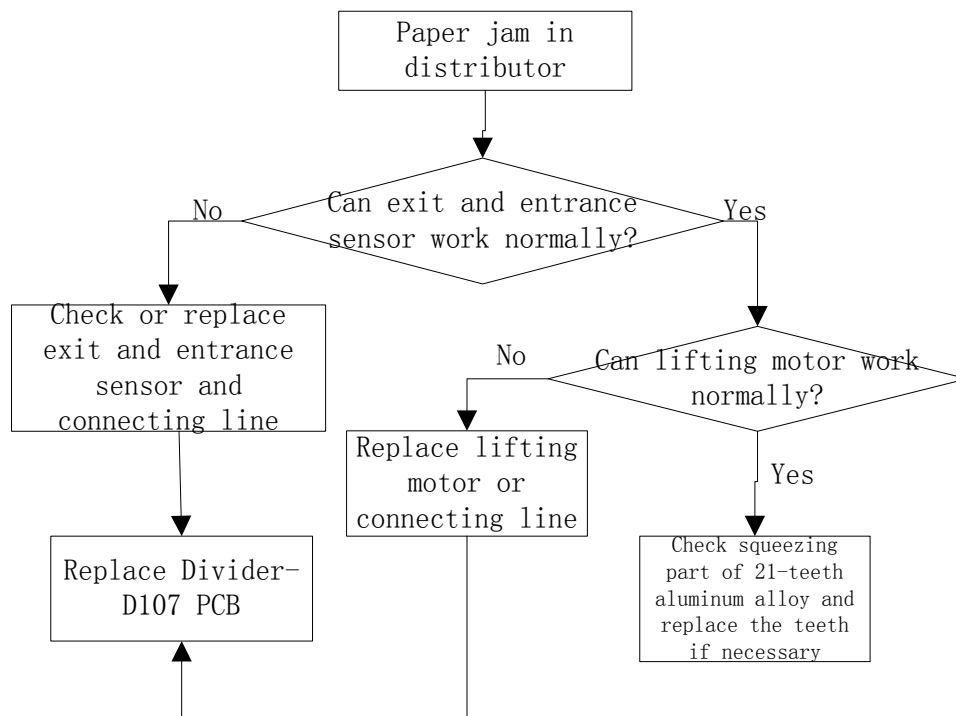 Paper jam in
distributor
Can exit and entrance
sensor work normally?
No
Yes
Check or replace
exit and entrance
sensor and
connecting line
Can lifting motor work
normally?
No
Yes
Replace lifting
motor or
connecting line
Replace Divider-
D107 PCB
Check squeezing
part of 21-teeth
aluminum alloy and
replace the teeth
if necessary